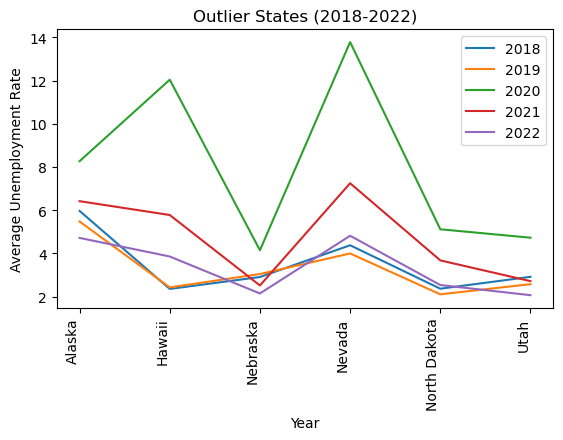 Outlier States (2018-2022)
Average Unemployment Rate
14
12
10
8
6
4
2
2018
2019
2020
2021
2022
Alaska
Hawaii
Nebraska
Nevada
North Dakota
Utah
Year